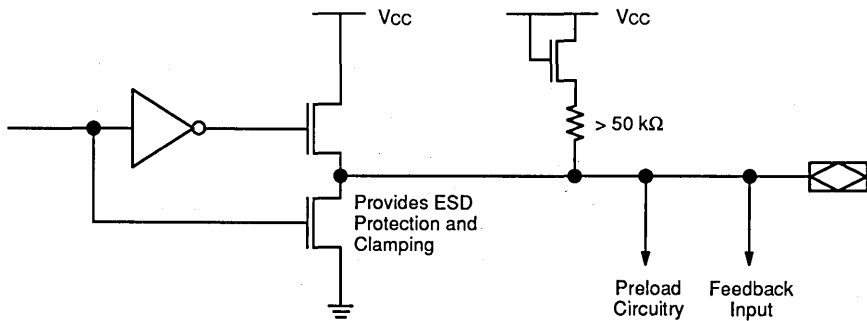 Vcc
Vcc
> 50 kΩ
Provides ESD
Protection and
Clamping
Preload
Circuitry
Feedback
Input